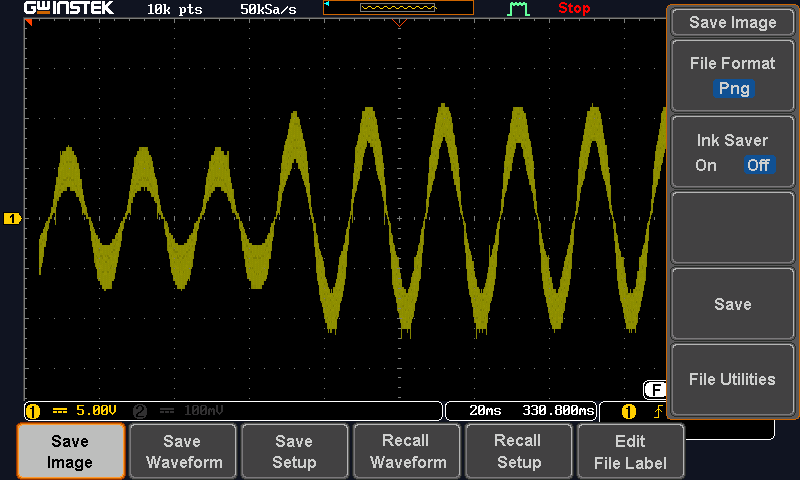 GWINSTEK 10k pts 50kSa/s Stop
Save Image
File Format
Png
Ink Saver
On Off
1
Save
File Utilities
F
1 5.00V 2 100mV 20ms 330.800ms 1
Save Image
Save Waveform
Save Setup
Recall Waveform
Recall Setup
Edit File Label